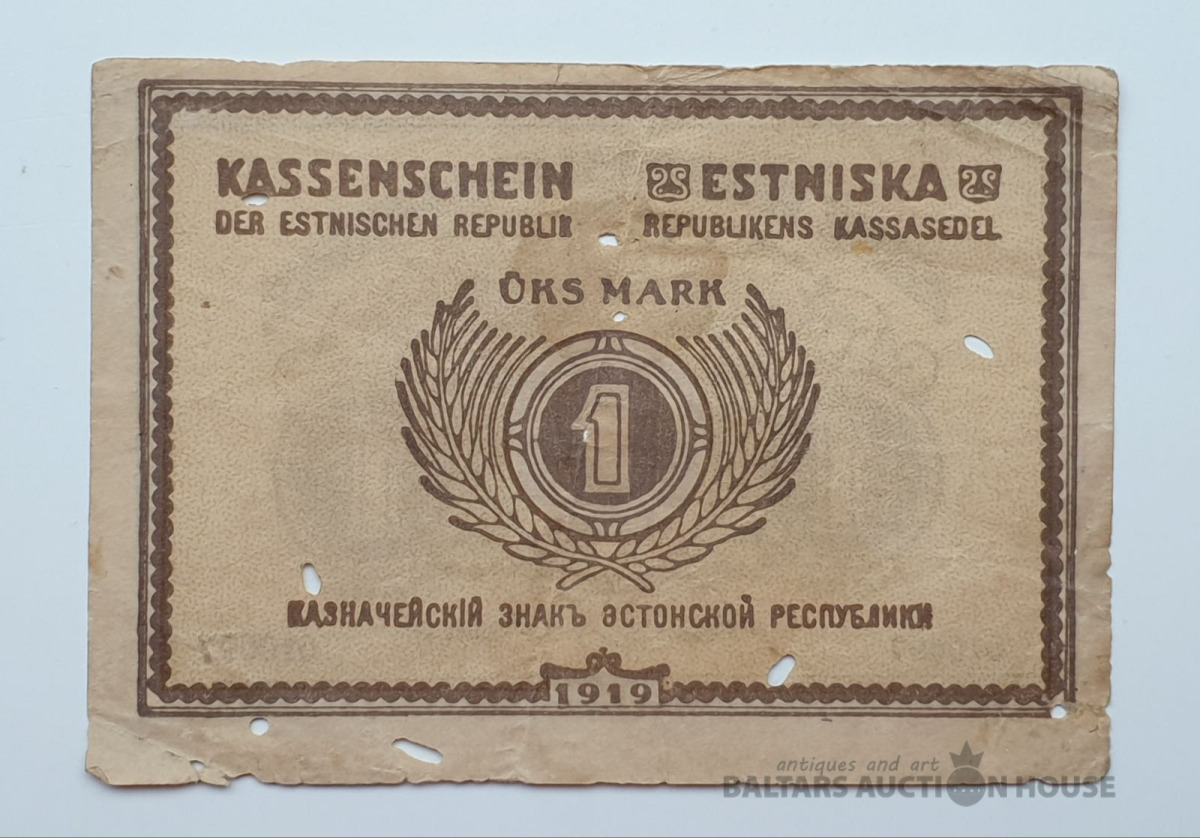 KASSENSCHEIN
DER ESTNISCHEN REPUBLIK
ESTNISKA
REPUBLIKENS KASSASEDEL
ÜKS MARK
1
КАЗНАЧЕЙСКІЙ ЗНАКЪ ЭСТОНСКОЙ РЕСПУБЛИКИ
1919
antiques and art
BALTARS AUCTION HOUSE